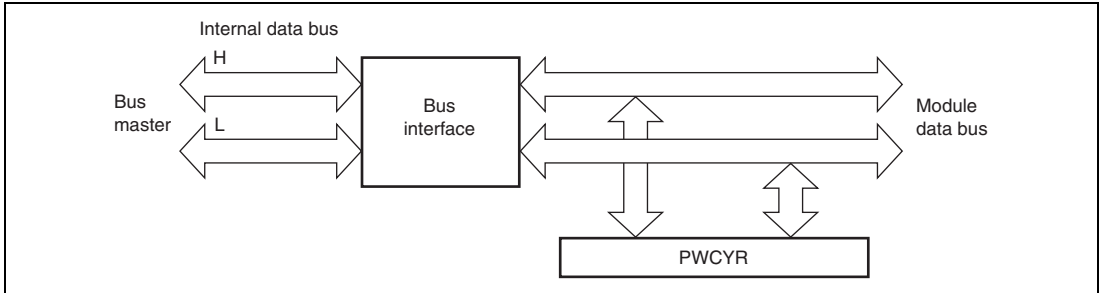 Internal data bus
H
Bus
master
L
Bus
interface
Module
data bus
PWCYR